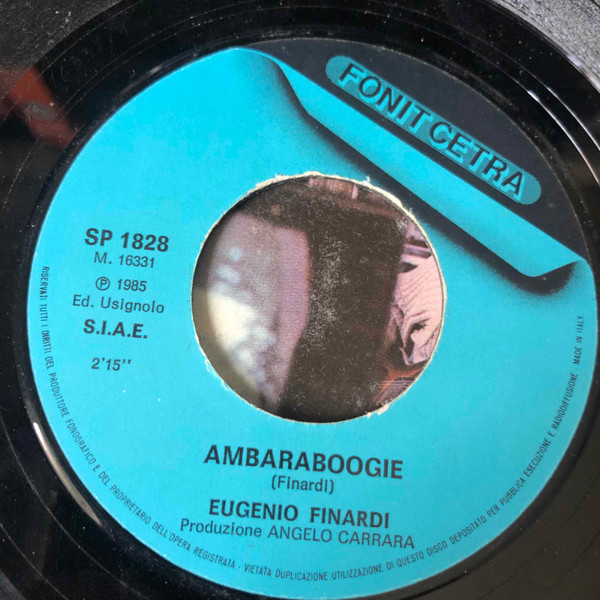 FONIT CETRA
SP 1828
M. 16331
Ⓟ 1985
Ed. Usignolo
S.I.A.E.
2'15''
AMBARABOOGIE
(Finardi)
EUGENIO FINARDI
Produzione ANGELO CARRARA
RISERVATI TUTTI I DIRITTI DEL PRODUTTORE FONOGRAFICO E DEL PROPRIETARIO DELL'OPERA REGISTRATA - VIETATA DUPLICAZIONE UTILIZZAZIONE DI QUESTO DISCO DEPOSITATO PER PUBBLICA ESECUZIONE E RADIODIFFUSIONE - MADE IN ITALY